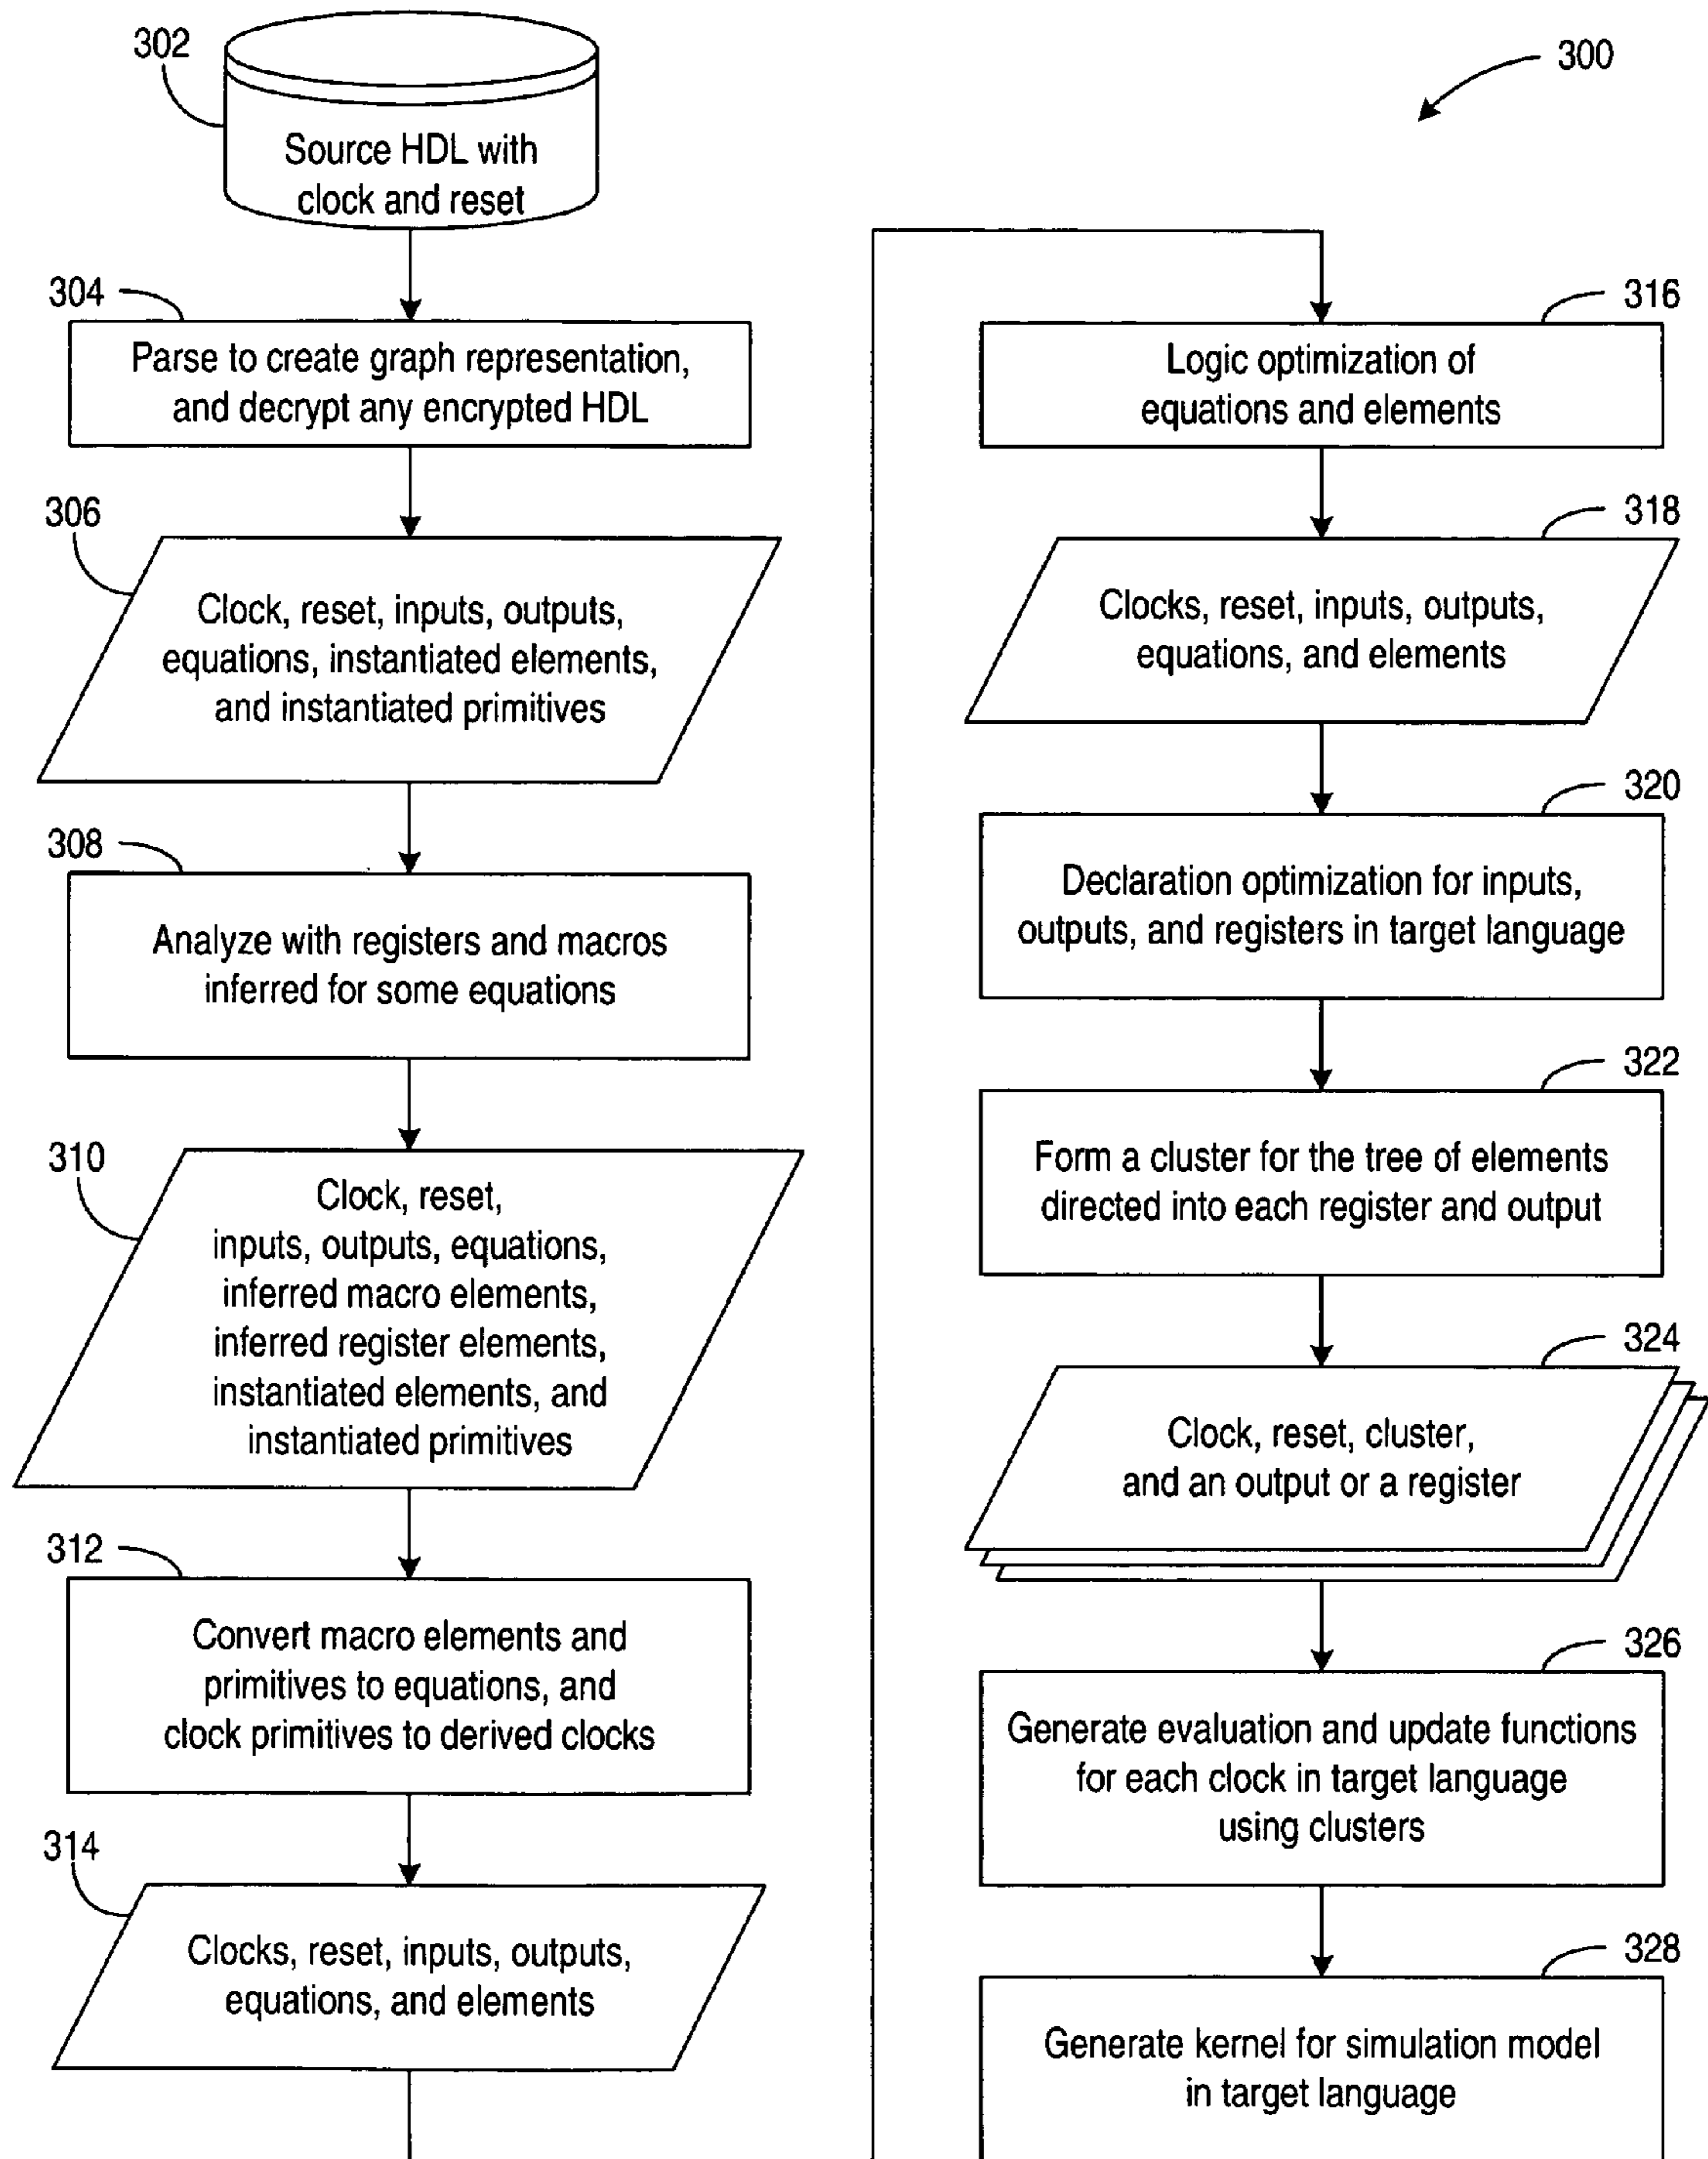 300
302
Source HDL with
clock and reset
304
Parse to create graph representation,
and decrypt any encrypted HDL
306
Clock, reset, inputs, outputs,
equations, instantiated elements,
and instantiated primitives
308
Analyze with registers and macros
inferred for some equations
310
Clock, reset,
inputs, outputs, equations,
inferred macro elements,
inferred register elements,
instantiated elements, and
instantiated primitives
312
Convert macro elements and
primitives to equations, and
clock primitives to derived clocks
314
Clocks, reset, inputs, outputs,
equations, and elements
316
Logic optimization of
equations and elements
318
Clocks, reset, inputs, outputs,
equations, and elements
320
Declaration optimization for inputs,
outputs, and registers in target language
322
Form a cluster for the tree of elements
directed into each register and output
324
Clock, reset, cluster,
and an output or a register
326
Generate evaluation and update functions
for each clock in target language
using clusters
328
Generate kernel for simulation model
in target language